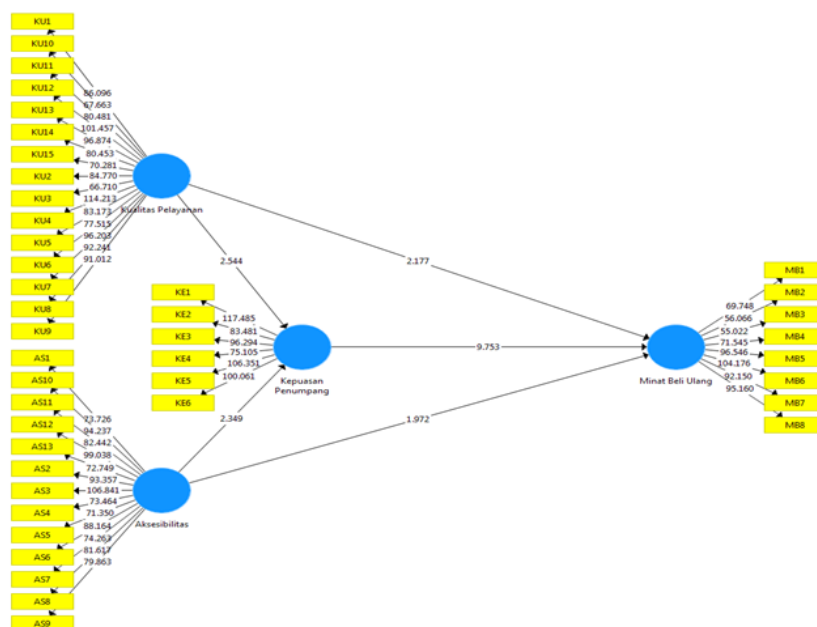 KU1
KU10
KU11
KU12
KU13
KU14
KU15
KU2
KU3
KU4
KU5
KU6
KU7
KU8
KU9
86.096
67.663
80.481
101.457
96.874
80.453
70.281
84.770
66.710
114.213
83.173
77.515
96.203
92.241
91.012
Kualitas Pelayanan
2.544
2.177
KE1
KE2
KE3
KE4
KE5
KE6
117.485
83.481
96.294
75.105
106.351
100.061
Kepuasan
Penumpang
9.753
MB1
MB2
MB3
MB4
MB5
MB6
MB7
MB8
69.748
56.066
55.022
71.545
96.546
104.176
92.150
95.160
Minat Beli Ulang
2.349
1.972
AS1
AS10
AS11
AS12
AS13
AS2
AS3
AS4
AS5
AS6
AS7
AS8
AS9
73.726
94.237
82.442
99.038
72.749
93.357
106.841
73.464
71.350
88.164
74.263
81.617
79.863
Aksesibilitas